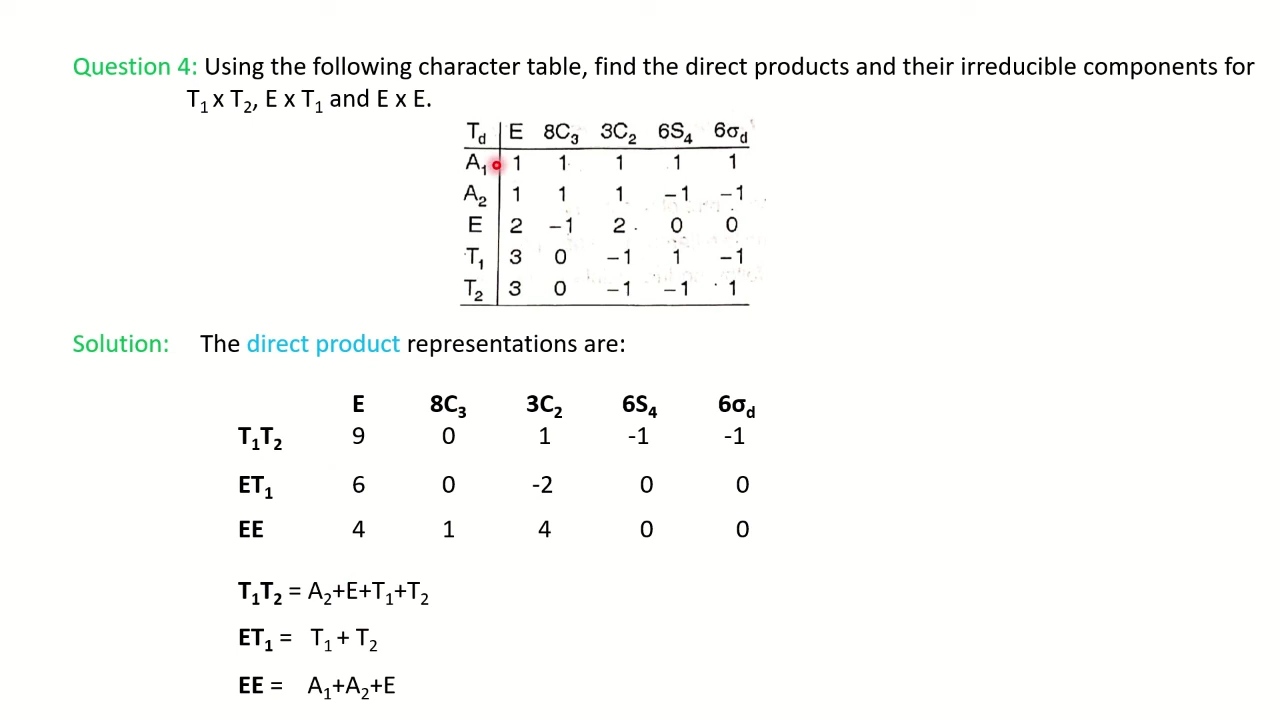 Question 4: Using the following character table, find the direct products and their irreducible components for
T₁ x T₂, E x T₁ and E x E.
T_d E 8C₃ 3C₂ 6S₄ 6σ_d
A₁ 1 1 1 1 1
A₂ 1 1 1 −1 −1
E 2 −1 2 0 0
T₁ 3 0 −1 1 −1
T₂ 3 0 −1 −1 1
Solution: The direct product representations are:
E 8C₃ 3C₂ 6S₄ 6σ_d
T₁T₂ 9 0 1 -1 -1
ET₁ 6 0 -2 0 0
EE 4 1 4 0 0
T₁T₂ = A₂+E+T₁+T₂
ET₁ = T₁ + T₂
EE = A₁+A₂+E